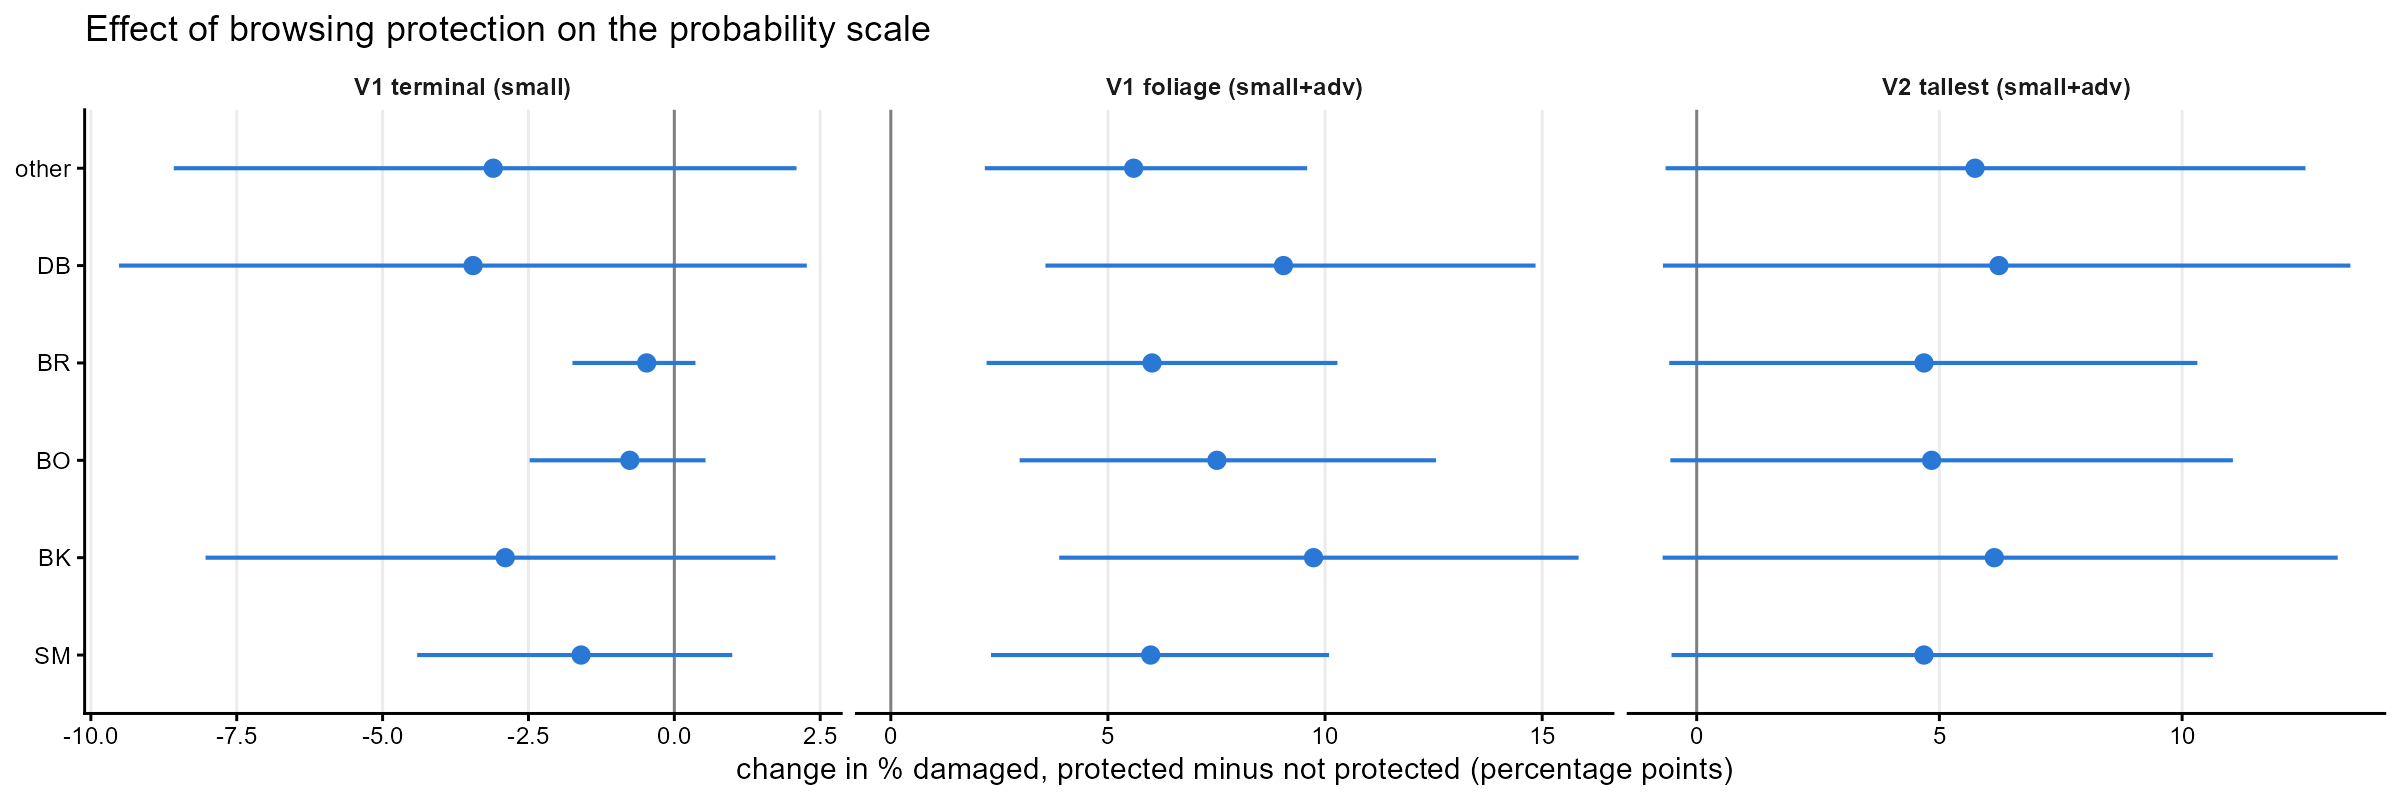 Effect of browsing protection on the probability scale
V1 terminal (small) V1 foliage (small+adv) V2 tallest (small+adv)
other
DB
BR
BO
BK
SM
-10.0 -7.5 -5.0 -2.5 0.0 2.5 0 5 10 15 0 5 10
change in % damaged, protected minus not protected (percentage points)